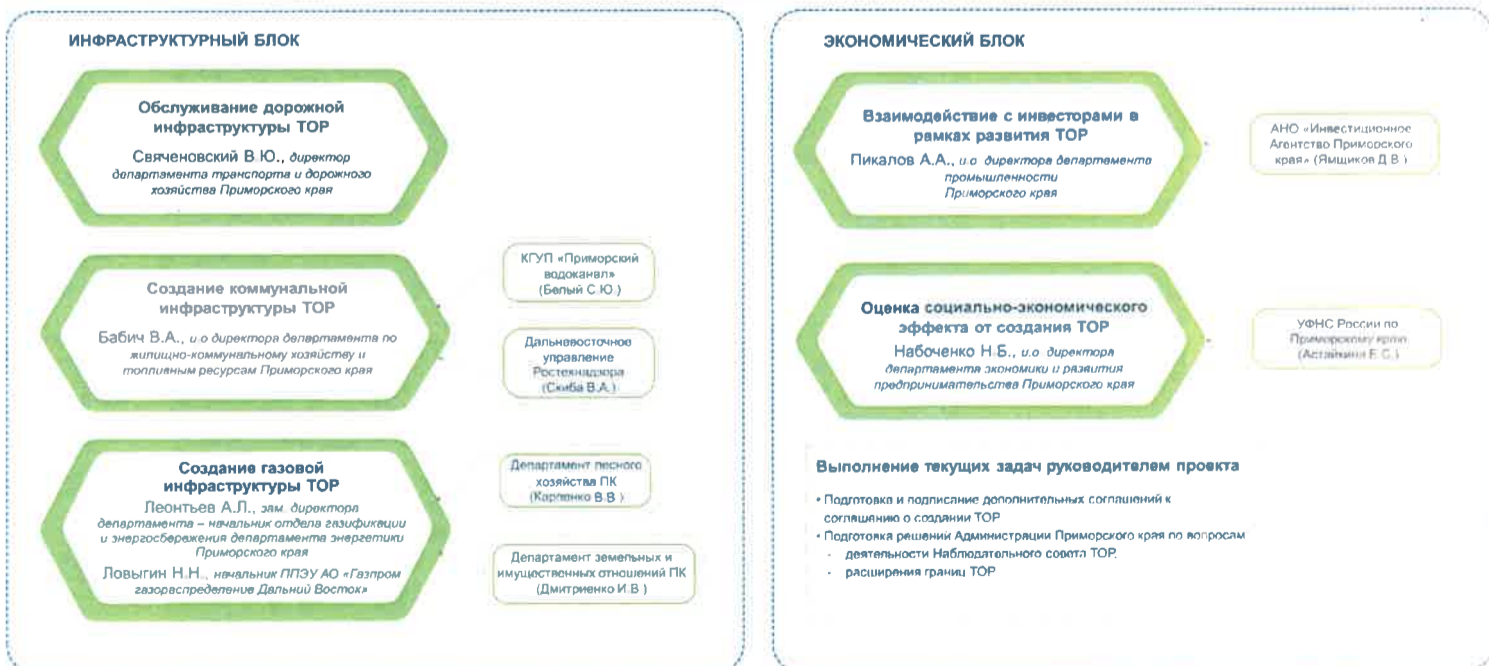 ИНФРАСТРУКТУРНЫЙ БЛОК
Обслуживание дорожной
инфраструктуры ТОР
Свяченовский В.Ю., директор
департамента транспорта и дорожного
хозяйства Приморского края
Создание коммунальной
инфраструктуры ТОР
Бабич В.А., и.о директора департамента по
жилищно-коммунальному хозяйству и
топливным ресурсам Приморского края
КГУП «Приморский
водоканал»
(Белый С.Ю.)
Дальневосточное
управление
Ростехнадзора
(Скиба В.А.)
Создание газовой
инфраструктуры ТОР
Леонтьев А.Л., зам. директора
департамента – начальник отдела газификации
и энергосбережения департамента энергетики
Приморского края
Ловыгин Н.Н., начальник ППЭУ АО «Газпром
газораспределение Дальний Восток»
Департамент лесного
хозяйства ПК
(Карпенко В.В.)
Департамент земельных и
имущественных отношений ПК
(Дмитриенко И.В.)
ЭКОНОМИЧЕСКИЙ БЛОК
Взаимодействие с инвесторами в
рамках развития ТОР
Пикалов А.А., и.о директора департамента
промышленности
Приморского края
АНО «Инвестиционное
Агентство Приморского
края» (Ямщиков Д.В.)
Оценка социально-экономического
эффекта от создания ТОР
Набоченко Н.Б., и.о. директора
департамента экономики и развития
предпринимательства Приморского края
УФНС России по
Приморскому краю
(Астайкина Е.С.)
Выполнение текущих задач руководителем проекта
• Подготовка и подписание дополнительных соглашений к
соглашению о создании ТОР
• Подготовка решений Администрации Приморского края по вопросам
- деятельности Наблюдательного совета ТОР,
- расширения границ ТОР